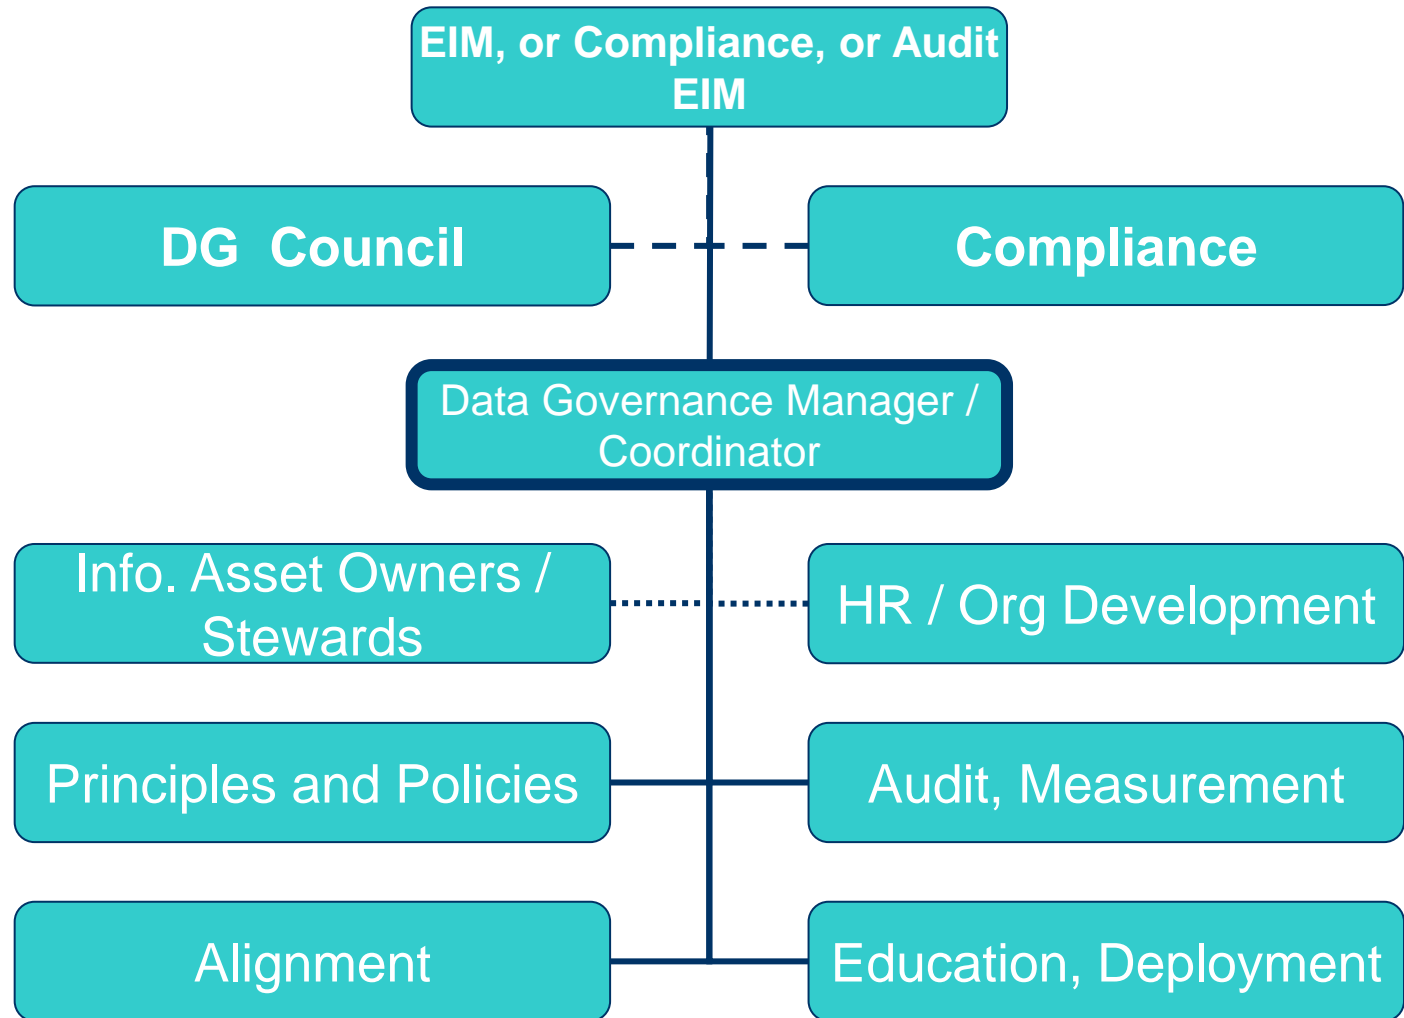 EIM, or Compliance, or Audit
EIM
DG Council
Compliance
Data Governance Manager /
Coordinator
Info. Asset Owners /
Stewards
HR / Org Development
Principles and Policies
Audit, Measurement
Alignment
Education, Deployment